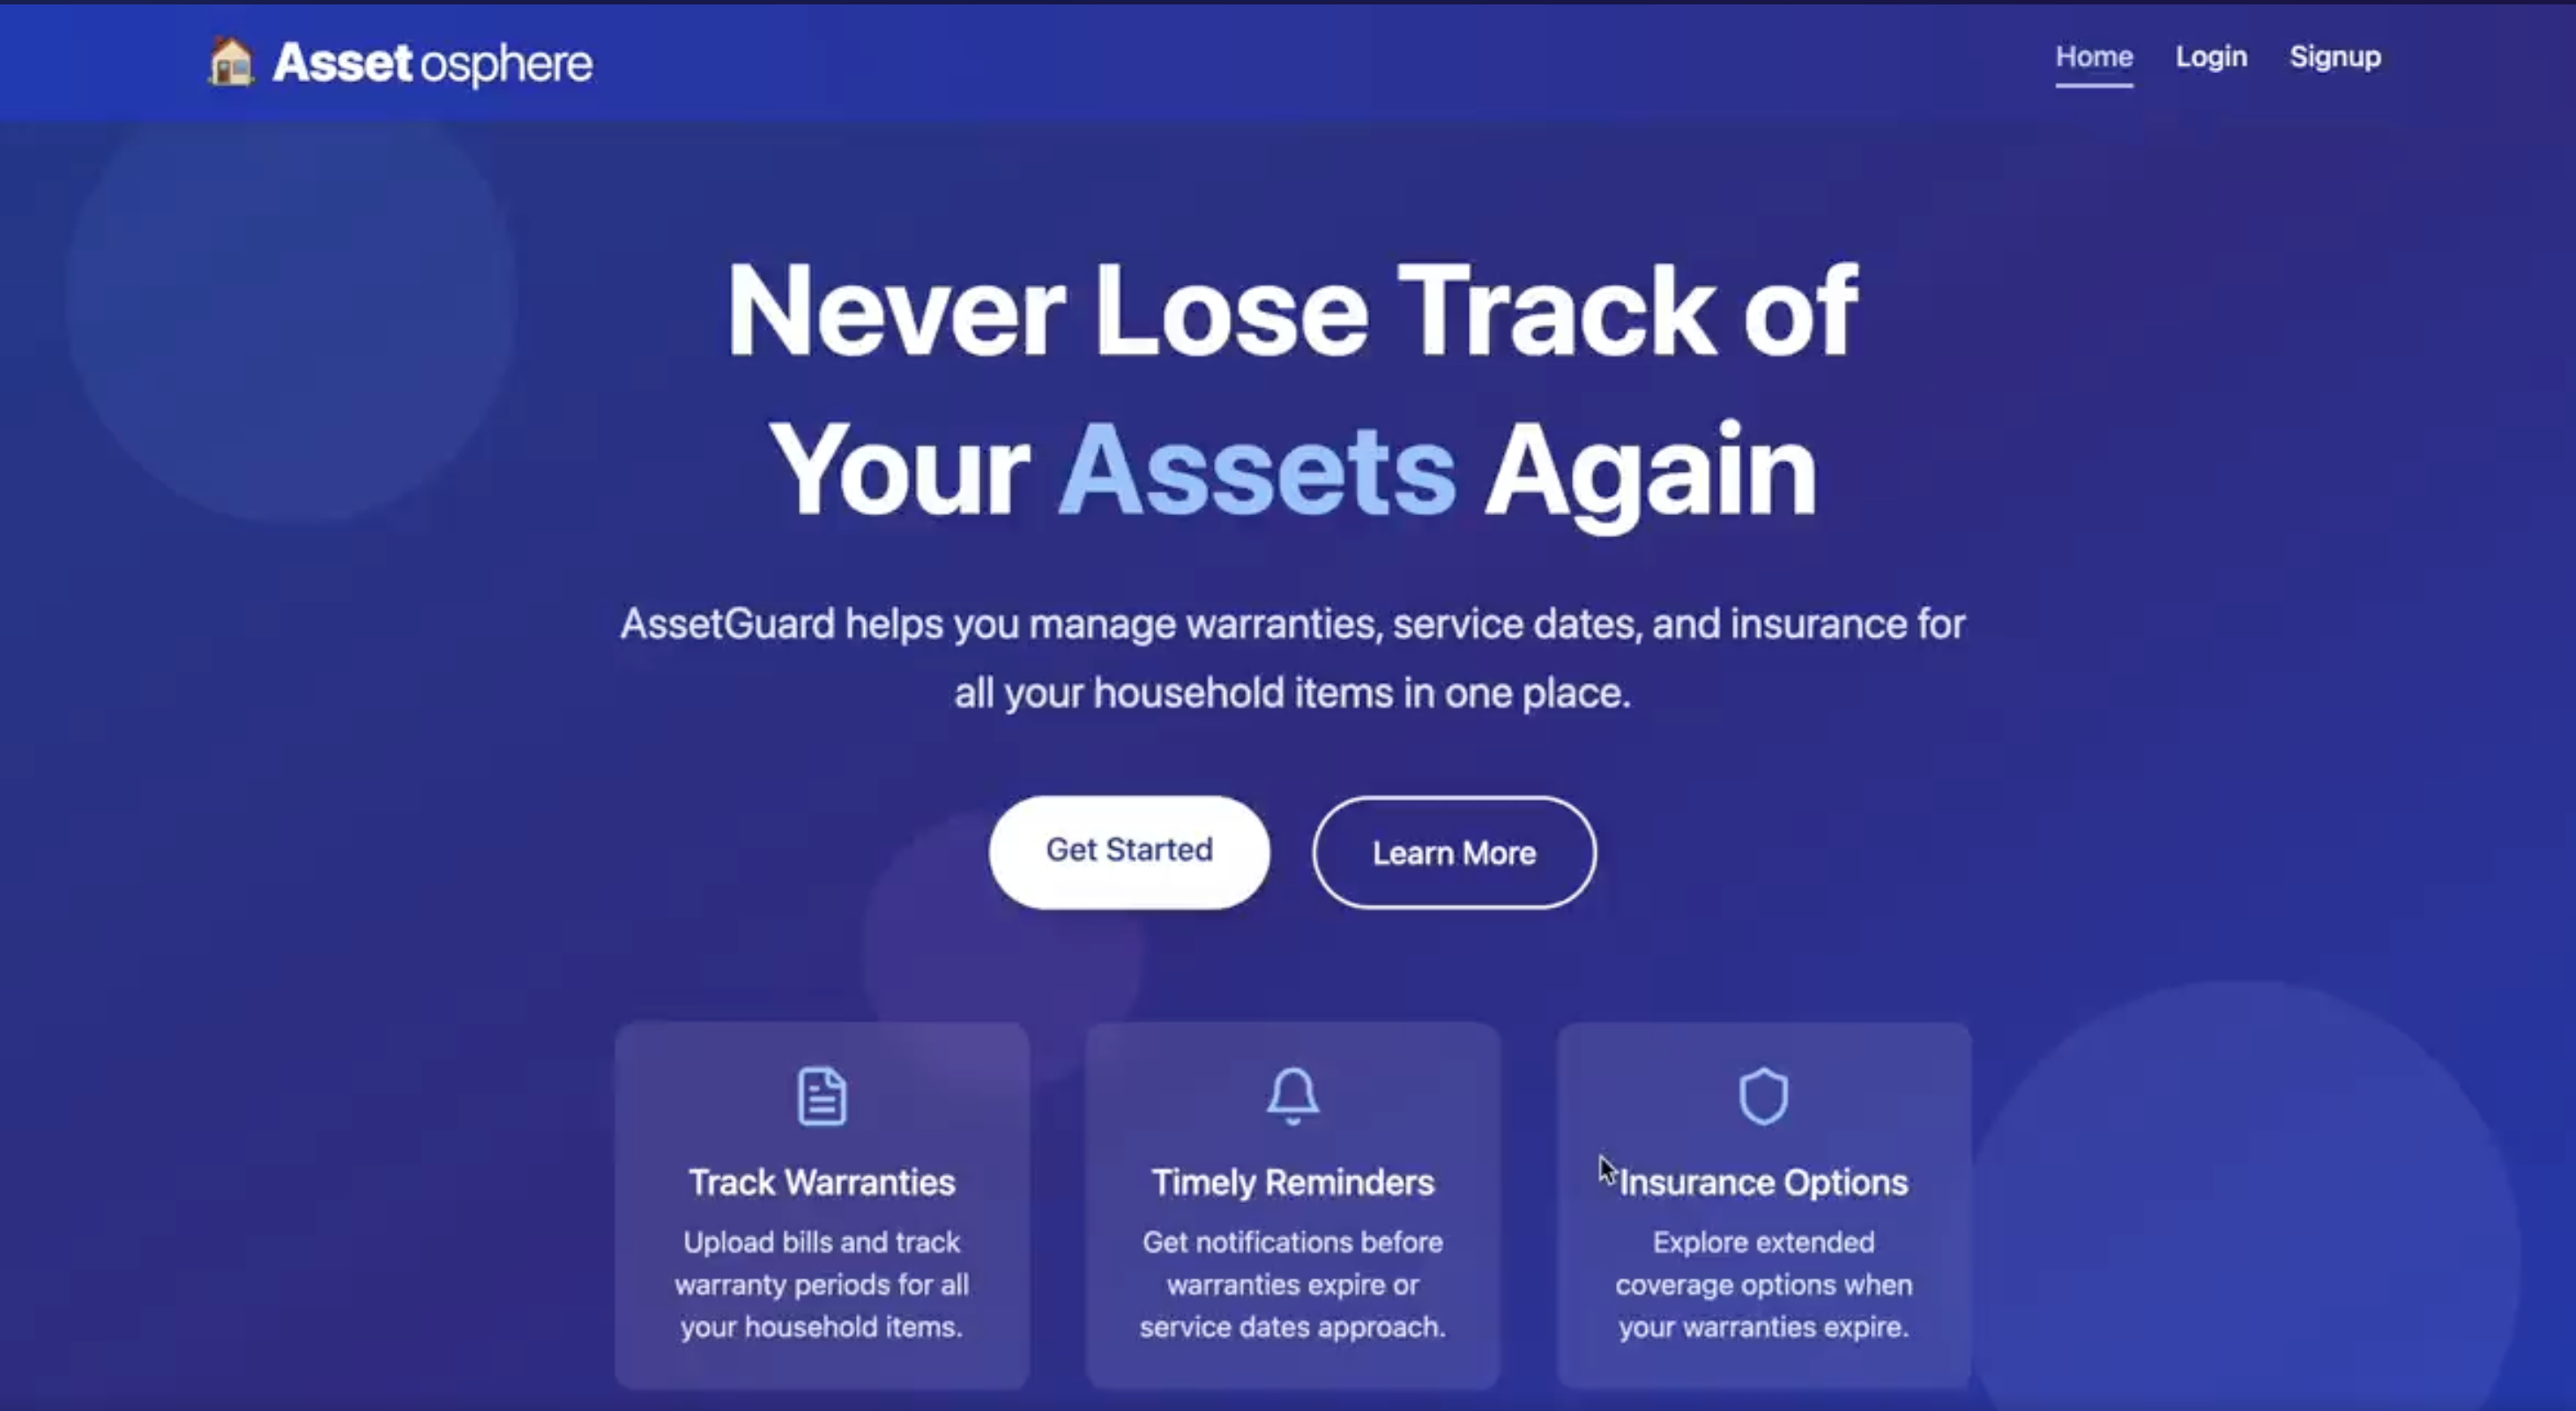 Asset osphere
Home Login Signup
Never Lose Track of
Your Assets Again
AssetGuard helps you manage warranties, service dates, and insurance for
all your household items in one place.
Get Started
Learn More
Track Warranties
Upload bills and track
warranty periods for all
your household items.
Timely Reminders
Get notifications before
warranties expire or
service dates approach.
Insurance Options
Explore extended
coverage options when
your warranties expire.